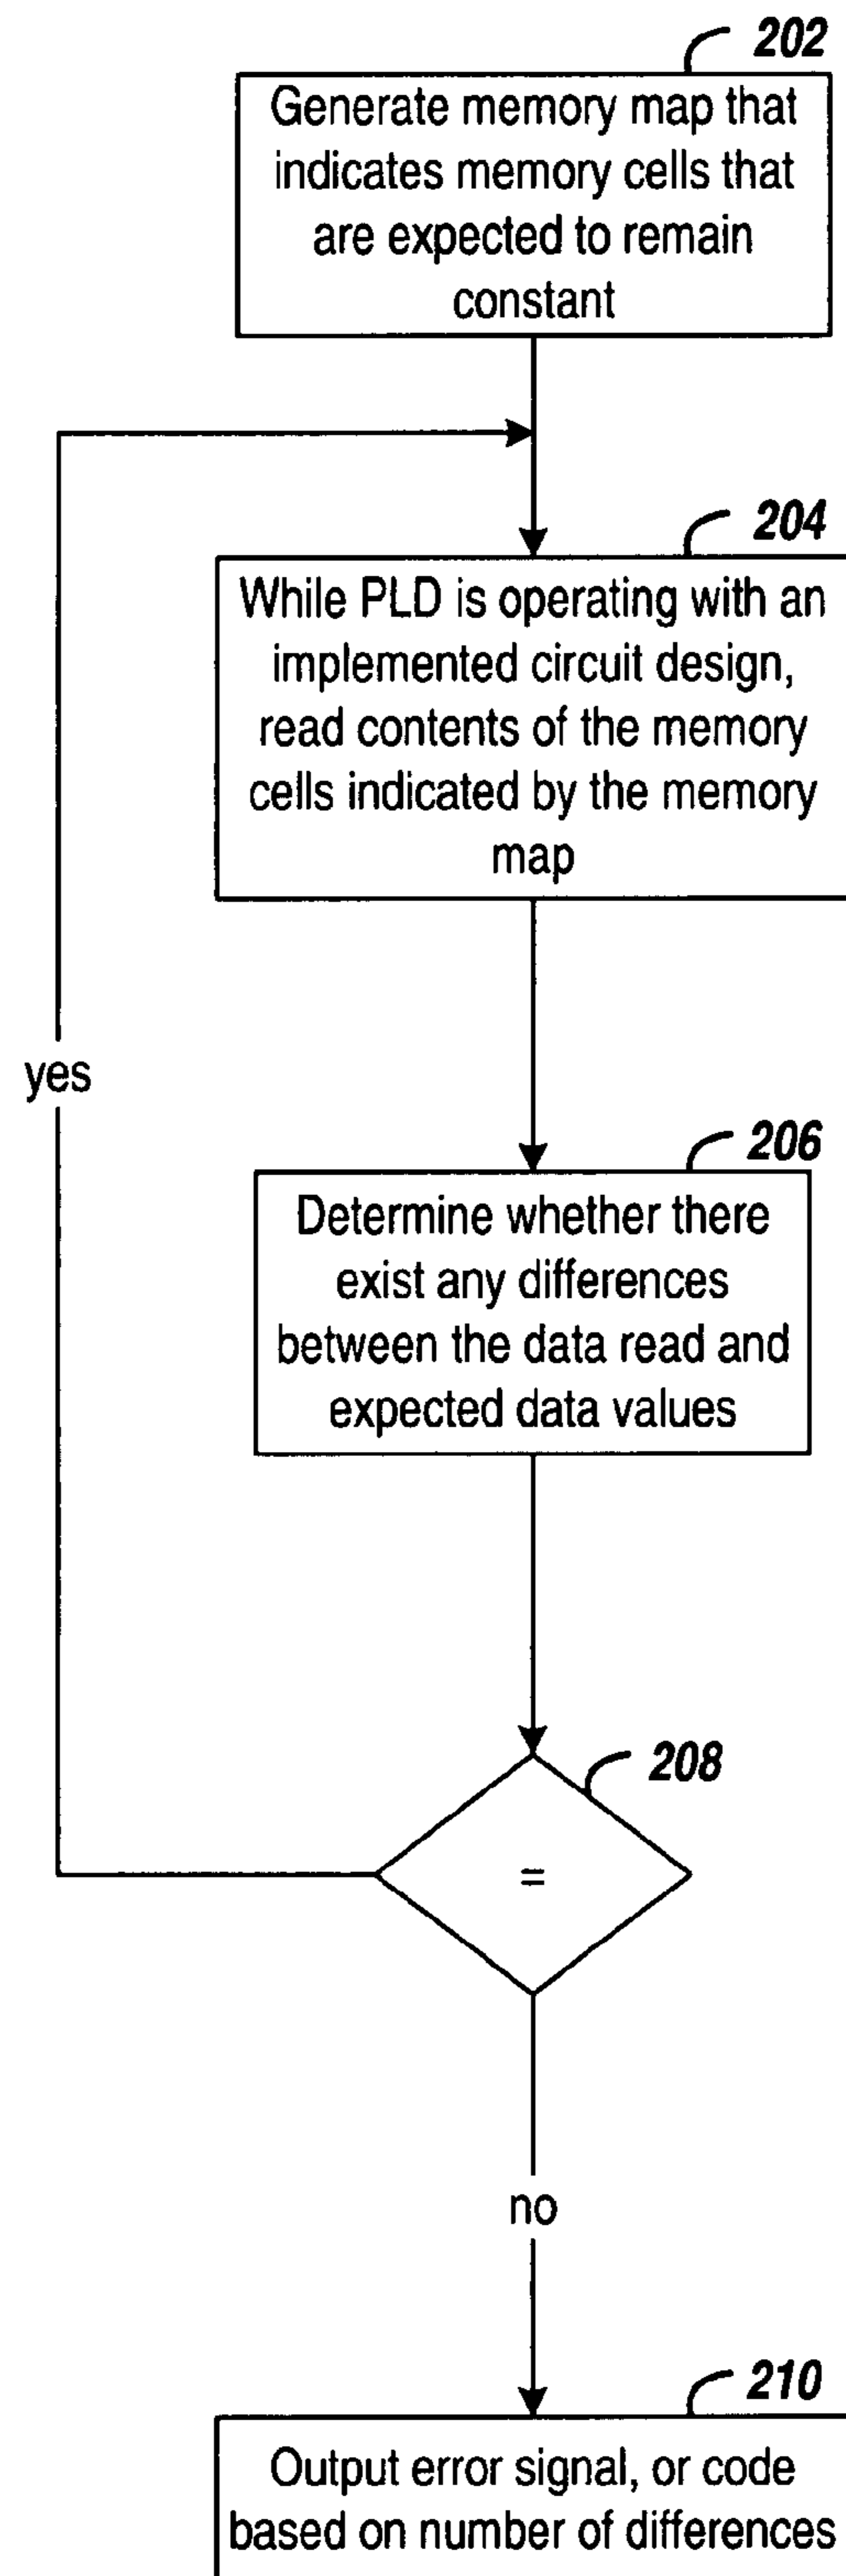 202
Generate memory map that
indicates memory cells that
are expected to remain
constant
204
While PLD is operating with an
implemented circuit design,
read contents of the memory
cells indicated by the memory
map
yes
206
Determine whether there
exist any differences
between the data read and
expected data values
208
=
no
210
Output error signal, or code
based on number of differences